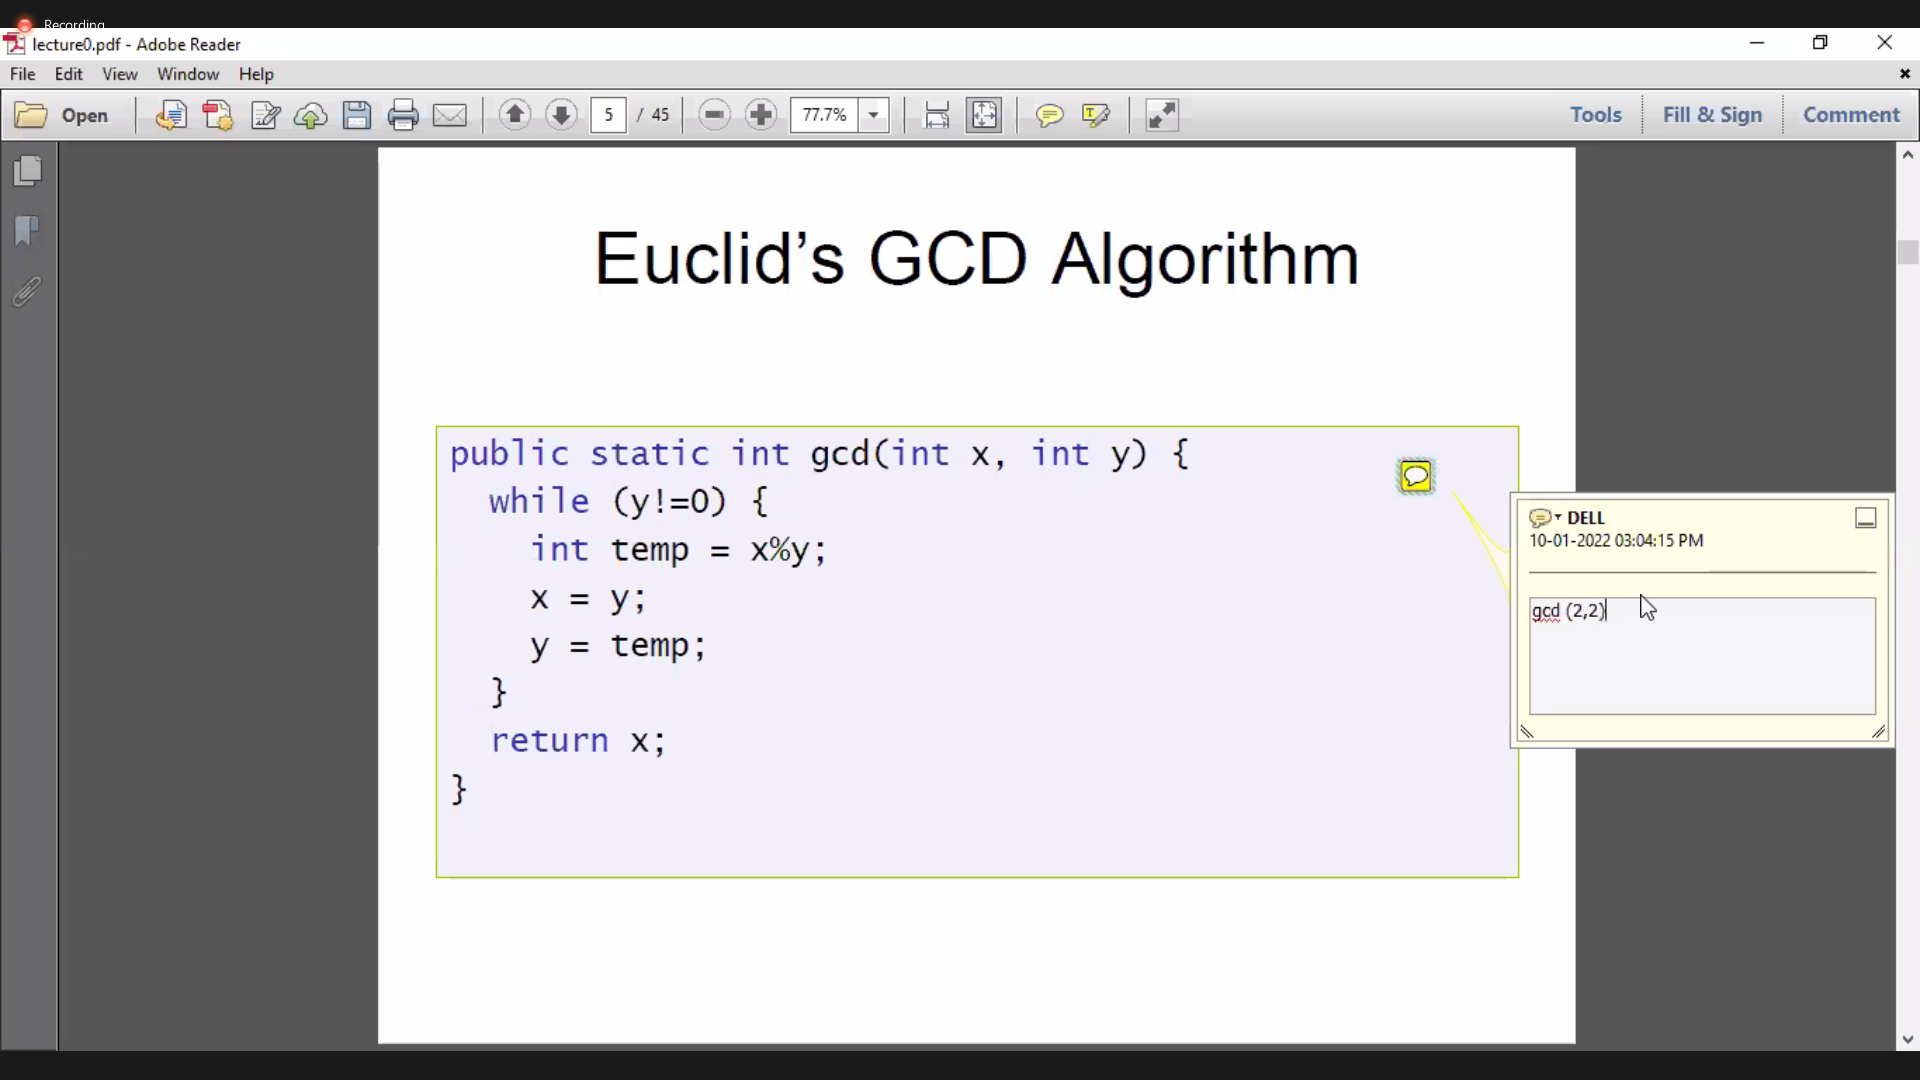 Recording
lecture0.pdf - Adobe Reader
File Edit View Window Help
Open 5 / 45 77.7% Tools Fill & Sign Comment
Euclid’s GCD Algorithm
public static int gcd(int x, int y) {
while (y!=0) {
int temp = x%y;
x = y;
y = temp;
}
return x;
}
DELL
10-01-2022 03:04:15 PM
gcd (2,2)